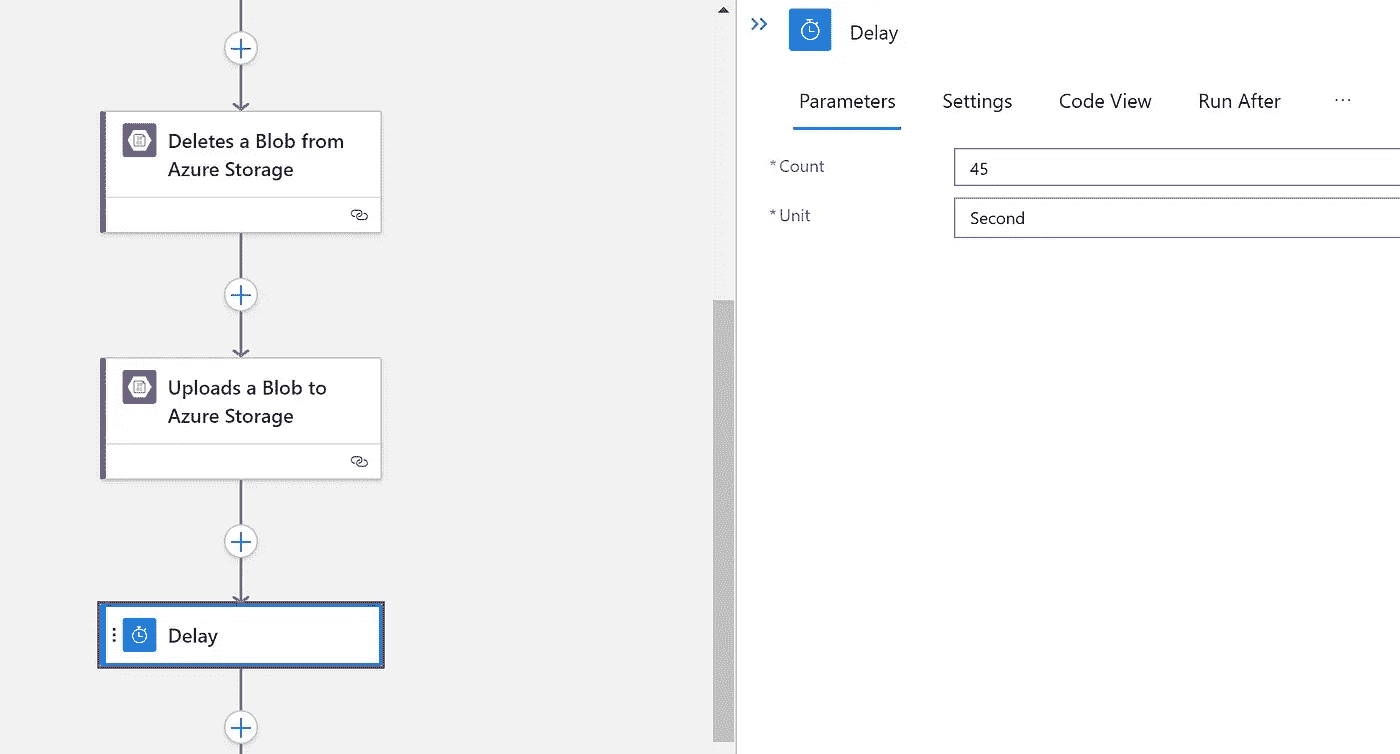 Deletes a Blob from
Azure Storage
Uploads a Blob to
Azure Storage
Delay
Delay
Parameters Settings Code View Run After ...
* Count 45
* Unit Second